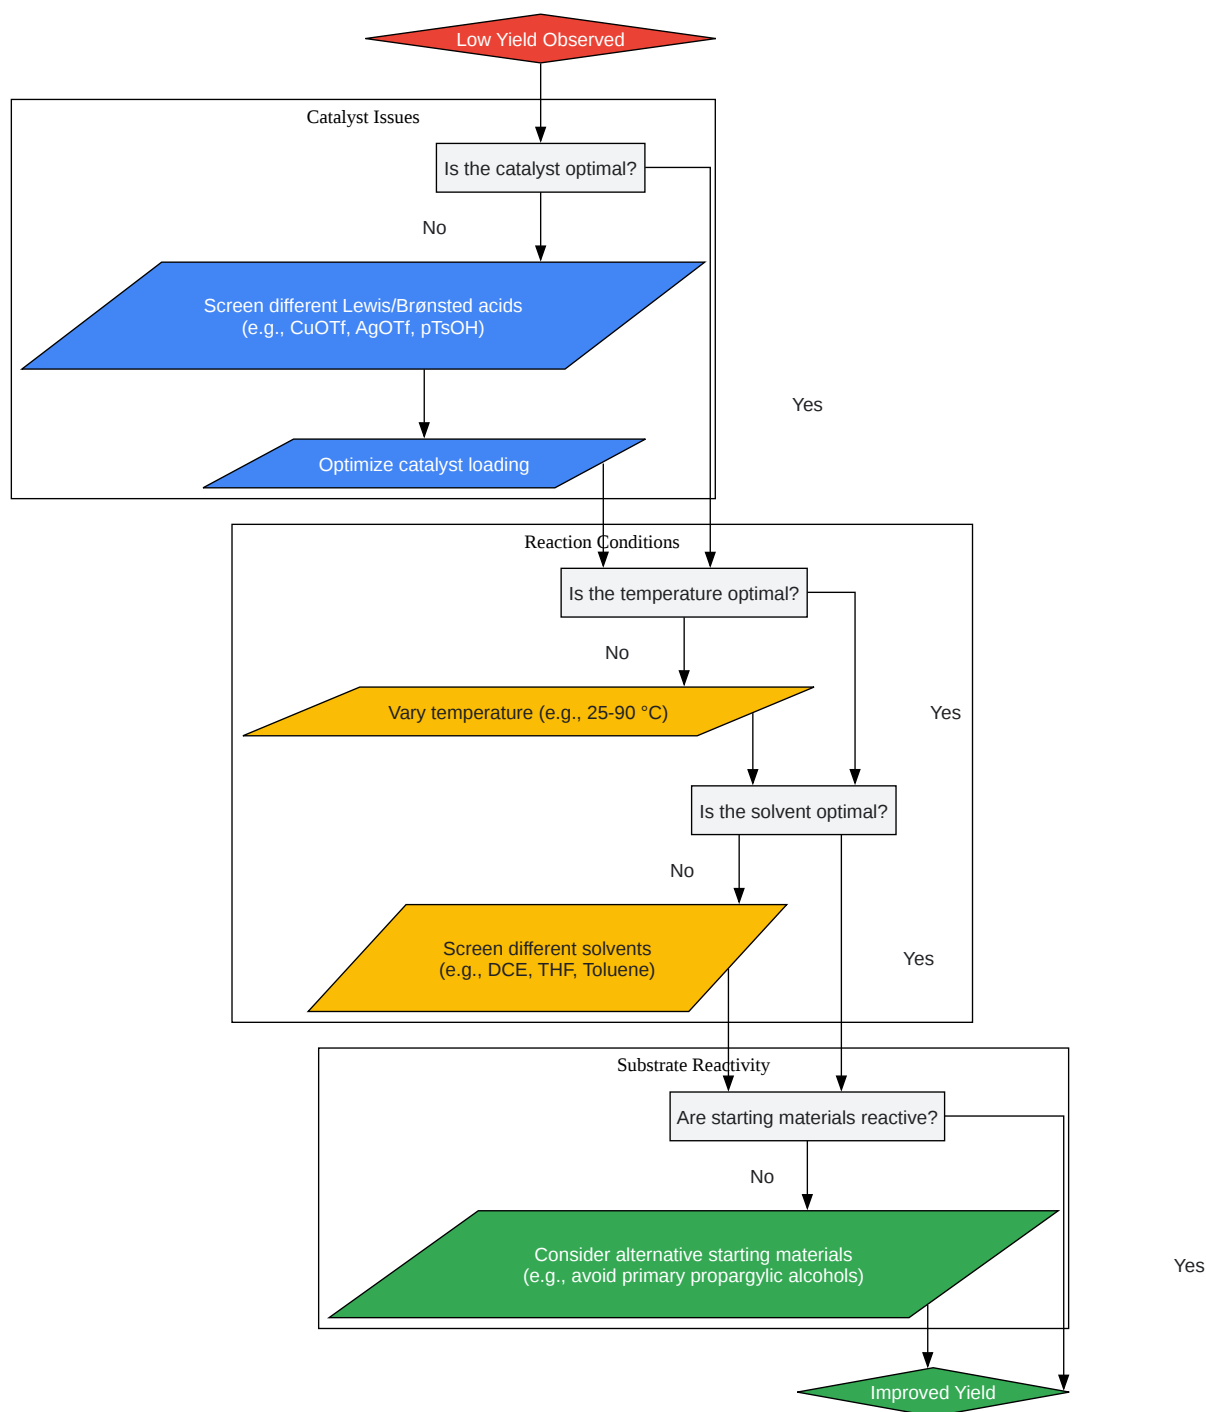 Low Yield Observed
Catalyst Issues
Is the catalyst optimal?
No
Screen different Lewis/Brønsted acids
(e.g., CuOTf, AgOTf, pTsOH)
Yes
Optimize catalyst loading
Reaction Conditions
Is the temperature optimal?
No
Vary temperature (e.g., 25-90 °C)
Yes
Is the solvent optimal?
No
Screen different solvents
(e.g., DCE, THF, Toluene)
Yes
Substrate Reactivity
Are starting materials reactive?
No
Consider alternative starting materials
(e.g., avoid primary propargylic alcohols)
Yes
Improved Yield